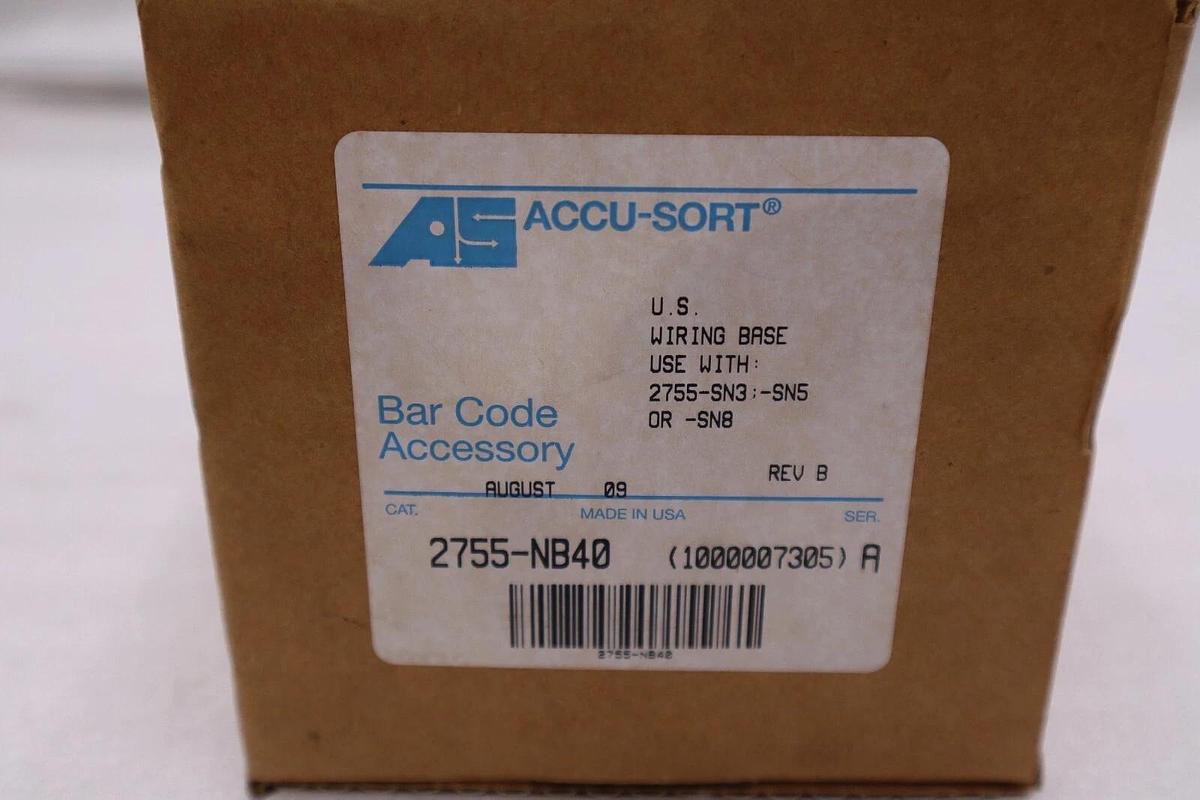 AS ACCU-SORT®
U.S.
WIRING BASE
USE WITH:
2755-SN3;-SN5
OR -SN8
Bar Code
Accessory
REV B
AUGUST 09
CAT. MADE IN USA SER.
2755-NB40 (1000007305) A
2755-NB40